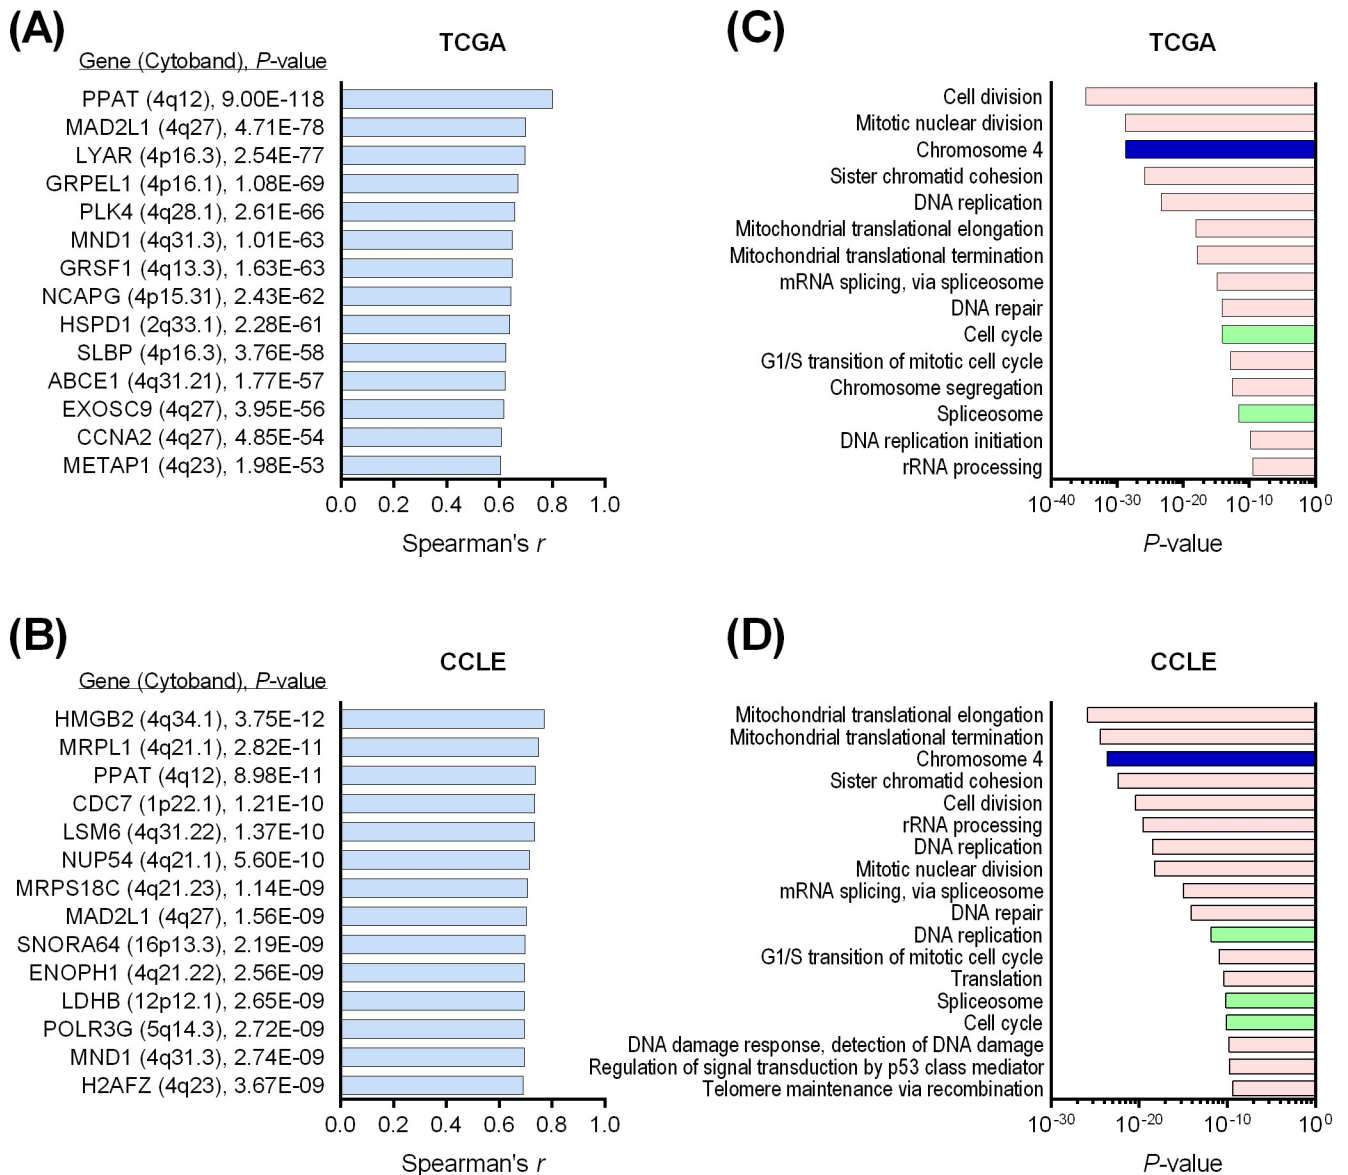 (A)
TCGA
Gene (Cytoband), P-value
PPAT (4q12), 9.00E-118
MAD2L1 (4q27), 4.71E-78
LYAR (4p16.3), 2.54E-77
GRPEL1 (4p16.1), 1.08E-69
PLK4 (4q28.1), 2.61E-66
MND1 (4q31.3), 1.01E-63
GRSF1 (4q13.3), 1.63E-63
NCAPG (4p15.31), 2.43E-62
HSPD1 (2q33.1), 2.28E-61
SLBP (4p16.3), 3.76E-58
ABCE1 (4q31.21), 1.77E-57
EXOSC9 (4q27), 3.95E-56
CCNA2 (4q27), 4.85E-54
METAP1 (4q23), 1.98E-53
0.0 0.2 0.4 0.6 0.8 1.0
Spearman's r
(C)
TCGA
Cell division
Mitotic nuclear division
Chromosome 4
Sister chromatid cohesion
DNA replication
Mitochondrial translational elongation
Mitochondrial translational termination
mRNA splicing, via spliceosome
DNA repair
Cell cycle
G1/S transition of mitotic cell cycle
Chromosome segregation
Spliceosome
DNA replication initiation
rRNA processing
10⁻⁴⁰ 10⁻³⁰ 10⁻²⁰ 10⁻¹⁰ 10⁰
P-value
(B)
CCLE
Gene (Cytoband), P-value
HMGB2 (4q34.1), 3.75E-12
MRPL1 (4q21.1), 2.82E-11
PPAT (4q12), 8.98E-11
CDC7 (1p22.1), 1.21E-10
LSM6 (4q31.22), 1.37E-10
NUP54 (4q21.1), 5.60E-10
MRPS18C (4q21.23), 1.14E-09
MAD2L1 (4q27), 1.56E-09
SNORA64 (16p13.3), 2.19E-09
ENOPH1 (4q21.22), 2.56E-09
LDHB (12p12.1), 2.65E-09
POLR3G (5q14.3), 2.72E-09
MND1 (4q31.3), 2.74E-09
H2AFZ (4q23), 3.67E-09
0.0 0.2 0.4 0.6 0.8 1.0
Spearman's r
(D)
CCLE
Mitochondrial translational elongation
Mitochondrial translational termination
Chromosome 4
Sister chromatid cohesion
Cell division
rRNA processing
DNA replication
Mitotic nuclear division
mRNA splicing, via spliceosome
DNA repair
DNA replication
G1/S transition of mitotic cell cycle
Translation
Spliceosome
Cell cycle
DNA damage response, detection of DNA damage
Regulation of signal transduction by p53 class mediator
Telomere maintenance via recombination
10⁻³⁰ 10⁻²⁰ 10⁻¹⁰ 10⁰
P-value